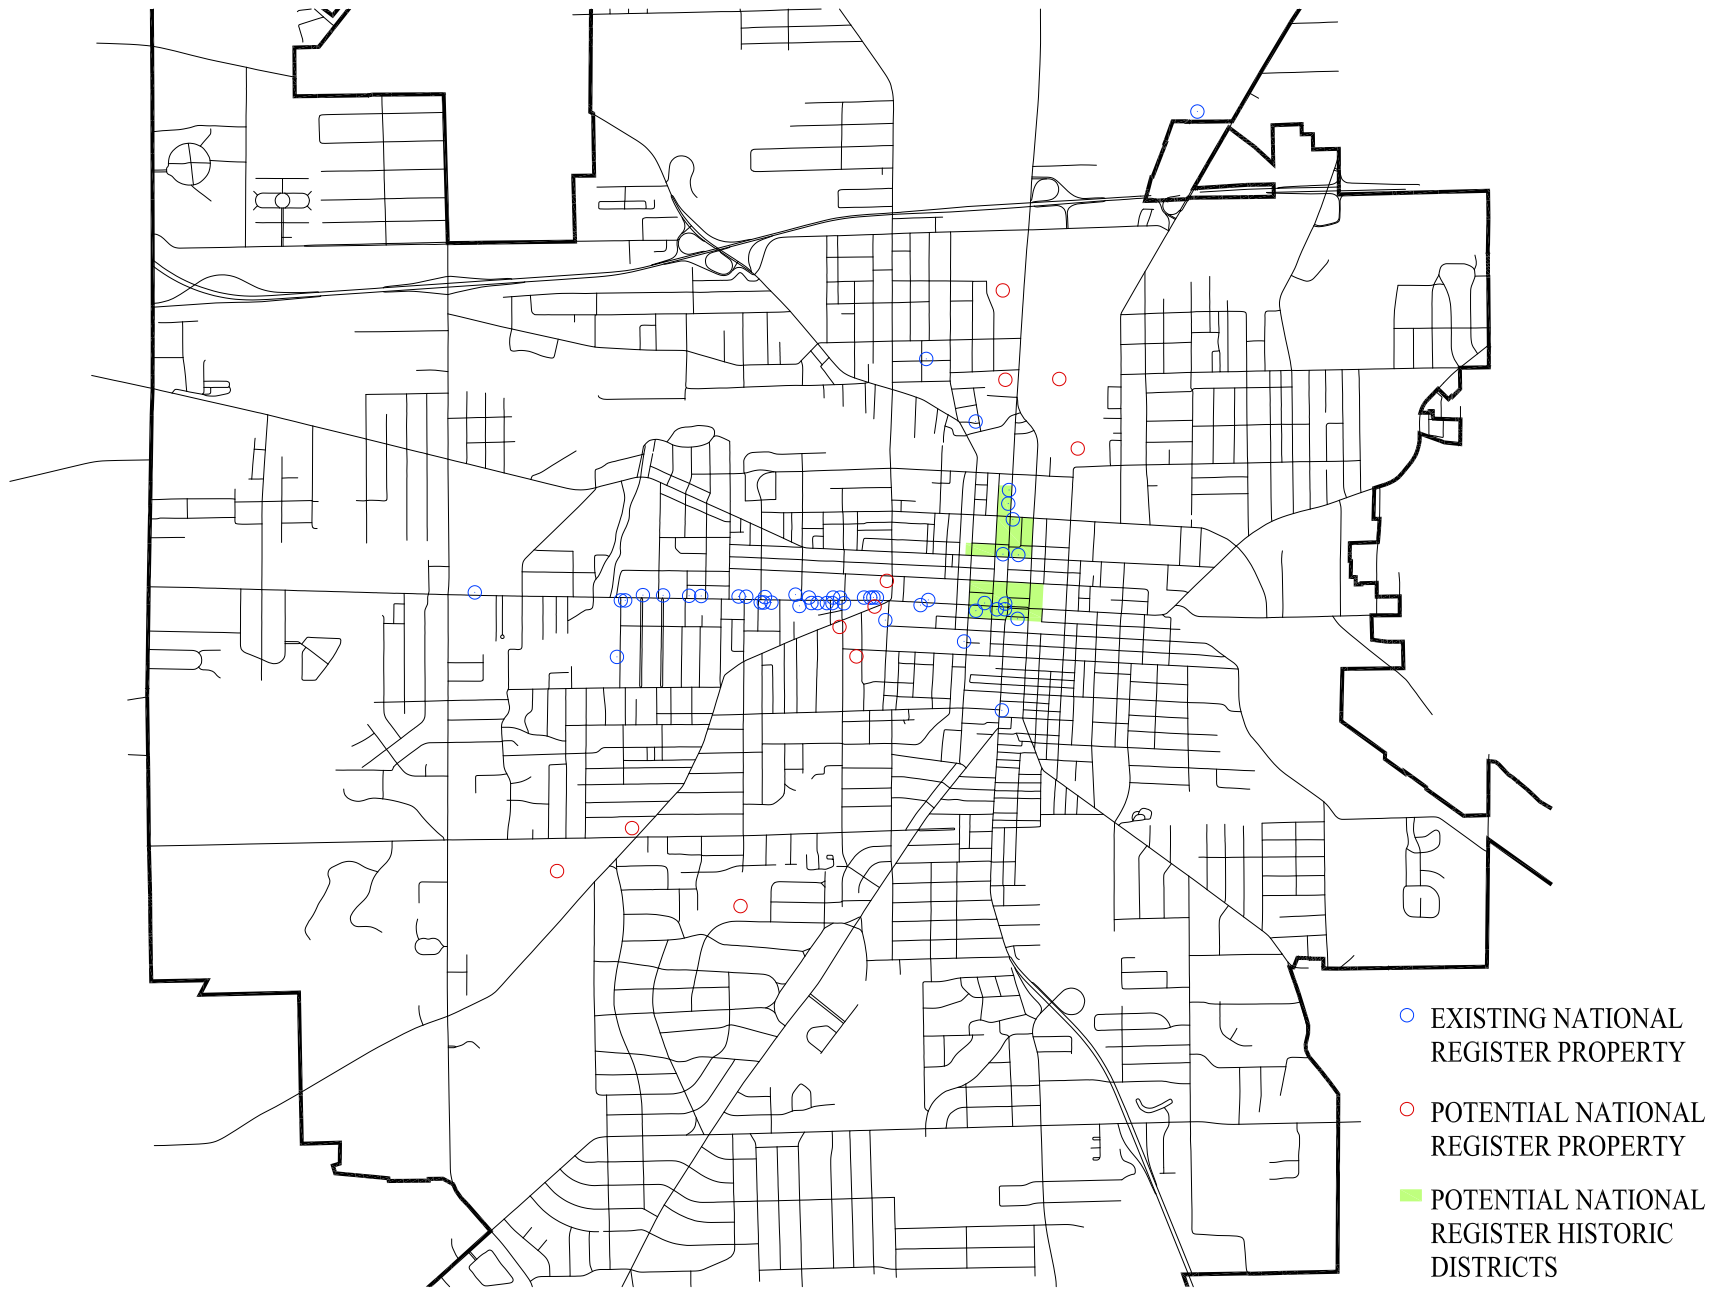 EXISTING NATIONAL
REGISTER PROPERTY
POTENTIAL NATIONAL
REGISTER PROPERTY
POTENTIAL NATIONAL
REGISTER HISTORIC
DISTRICTS